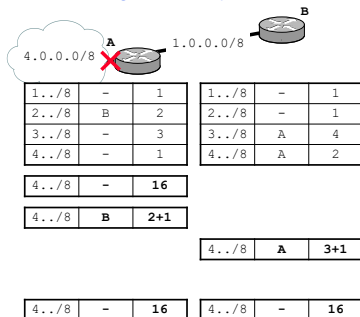 B
A
1.0.0.0/8
4.0.0.0/8
1../8 - 1 1../8 - 1
2../8 B 2 2../8 - 1
3../8 - 3 3../8 A 4
4../8 - 1 4../8 A 2
4../8 - 16
4../8 B 2+1
4../8 A 3+1
4../8 - 16 4../8 - 16